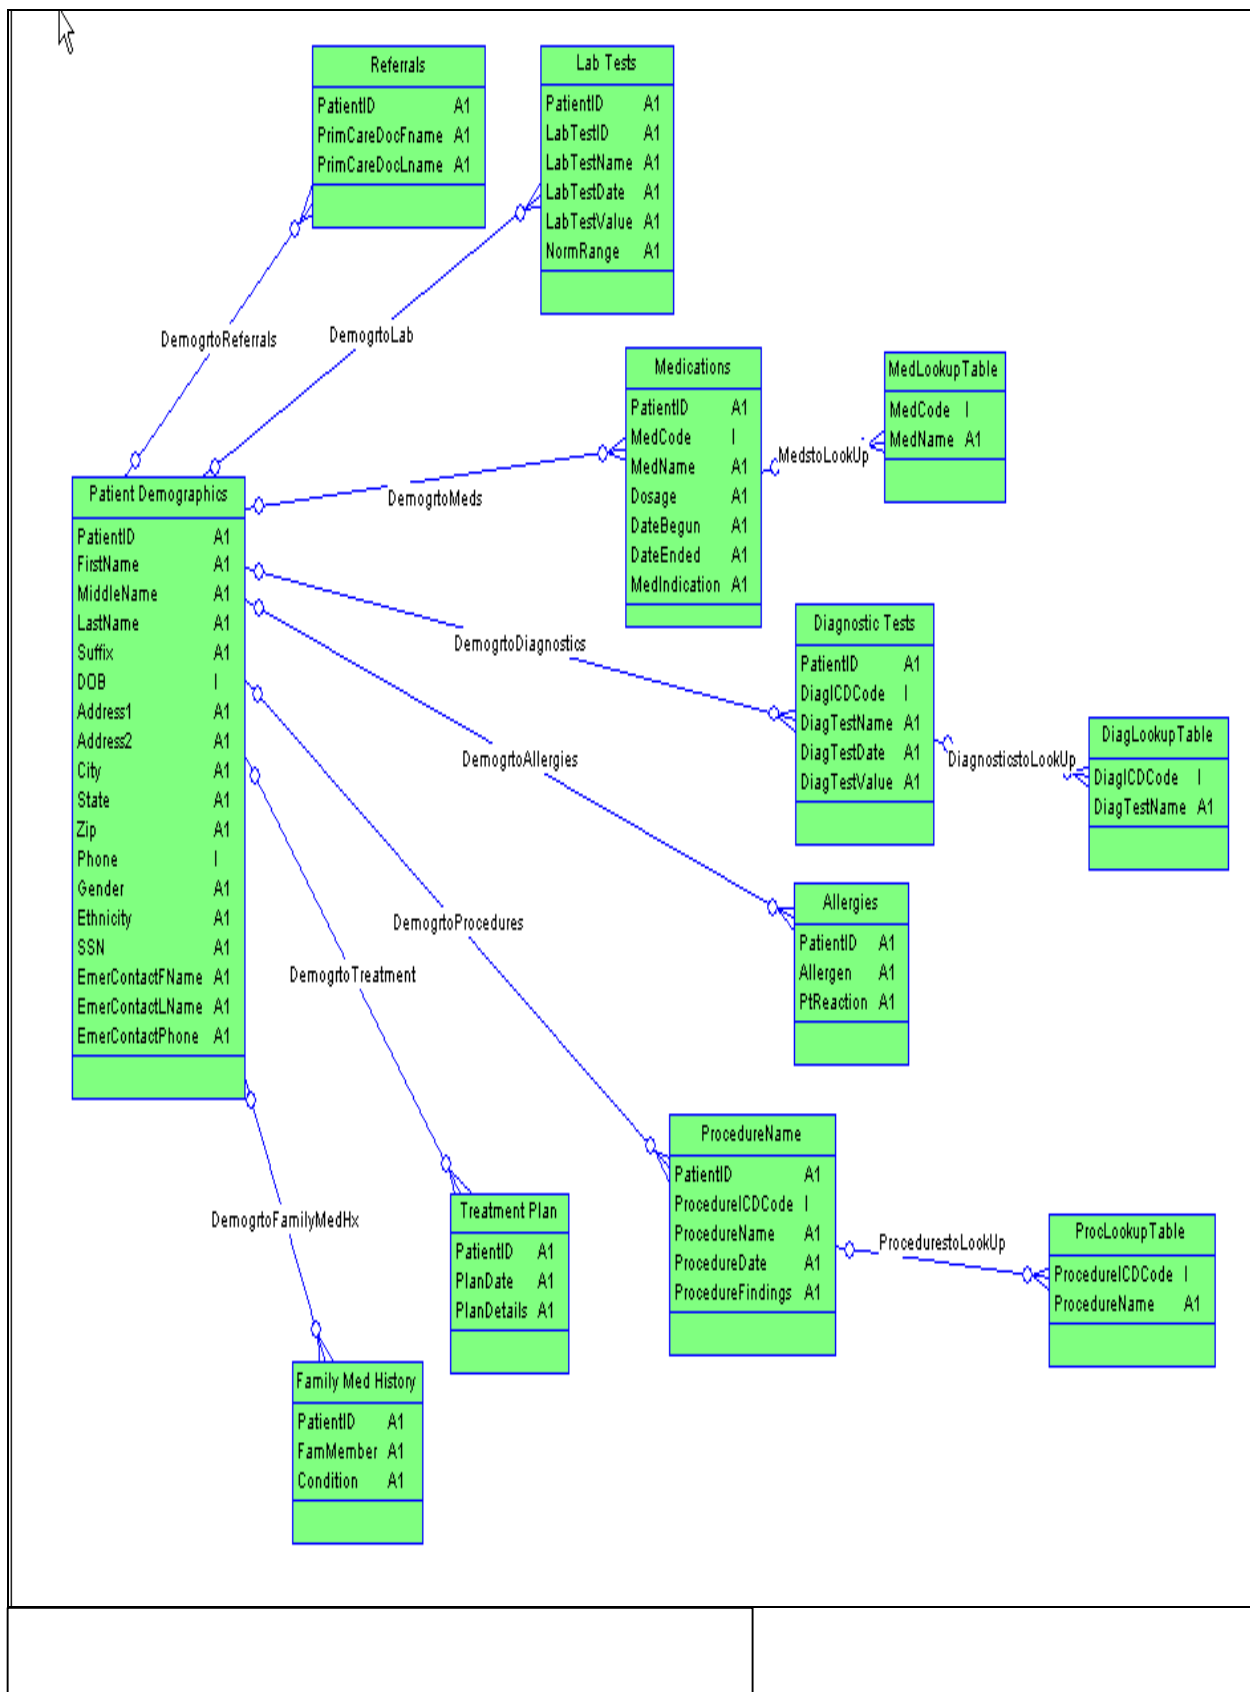 Referrals
PatientID A1
PrimCareDocFname A1
PrimCareDocLname A1
Lab Tests
PatientID A1
LabTestID A1
LabTestName A1
LabTestDate A1
LabTestValue A1
NormRange A1
DemogrtoReferrals
DemogrtoLab
Medications
PatientID A1
MedCode I
MedName A1
Dosage A1
DateBegun A1
DateEnded A1
MedIndication A1
MedstoLookUp
MedLookupTable
MedCode I
MedName A1
DemogrtoMeds
Patient Demographics
PatientID A1
FirstName A1
MiddleName A1
LastName A1
Suffix A1
DOB I
Address1 A1
Address2 A1
City A1
State A1
Zip A1
Phone I
Gender A1
Ethnicity A1
SSN A1
EmerContactFName A1
EmerContactLName A1
EmerContactPhone A1
DemogrtoDiagnostics
Diagnostic Tests
PatientID A1
DiagICDCode I
DiagTestName A1
DiagTestDate A1
DiagTestValue A1
DiagnosticstoLookUp
DiagLookupTable
DiagICDCode I
DiagTestName A1
DemogrtoAllergies
Allergies
PatientID A1
Allergen A1
PtReaction A1
DemogrtoProcedures
DemogrtoTreatment
ProcedureName
PatientID A1
ProcedureICDCode I
ProcedureName A1
ProcedureDate A1
ProcedureFindings A1
ProcedurestoLookUp
ProcLookupTable
ProcedureICDCode I
ProcedureName A1
DemogrtoFamilyMedHx
Treatment Plan
PatientID A1
PlanDate A1
PlanDetails A1
Family Med History
PatientID A1
FamMember A1
Condition A1